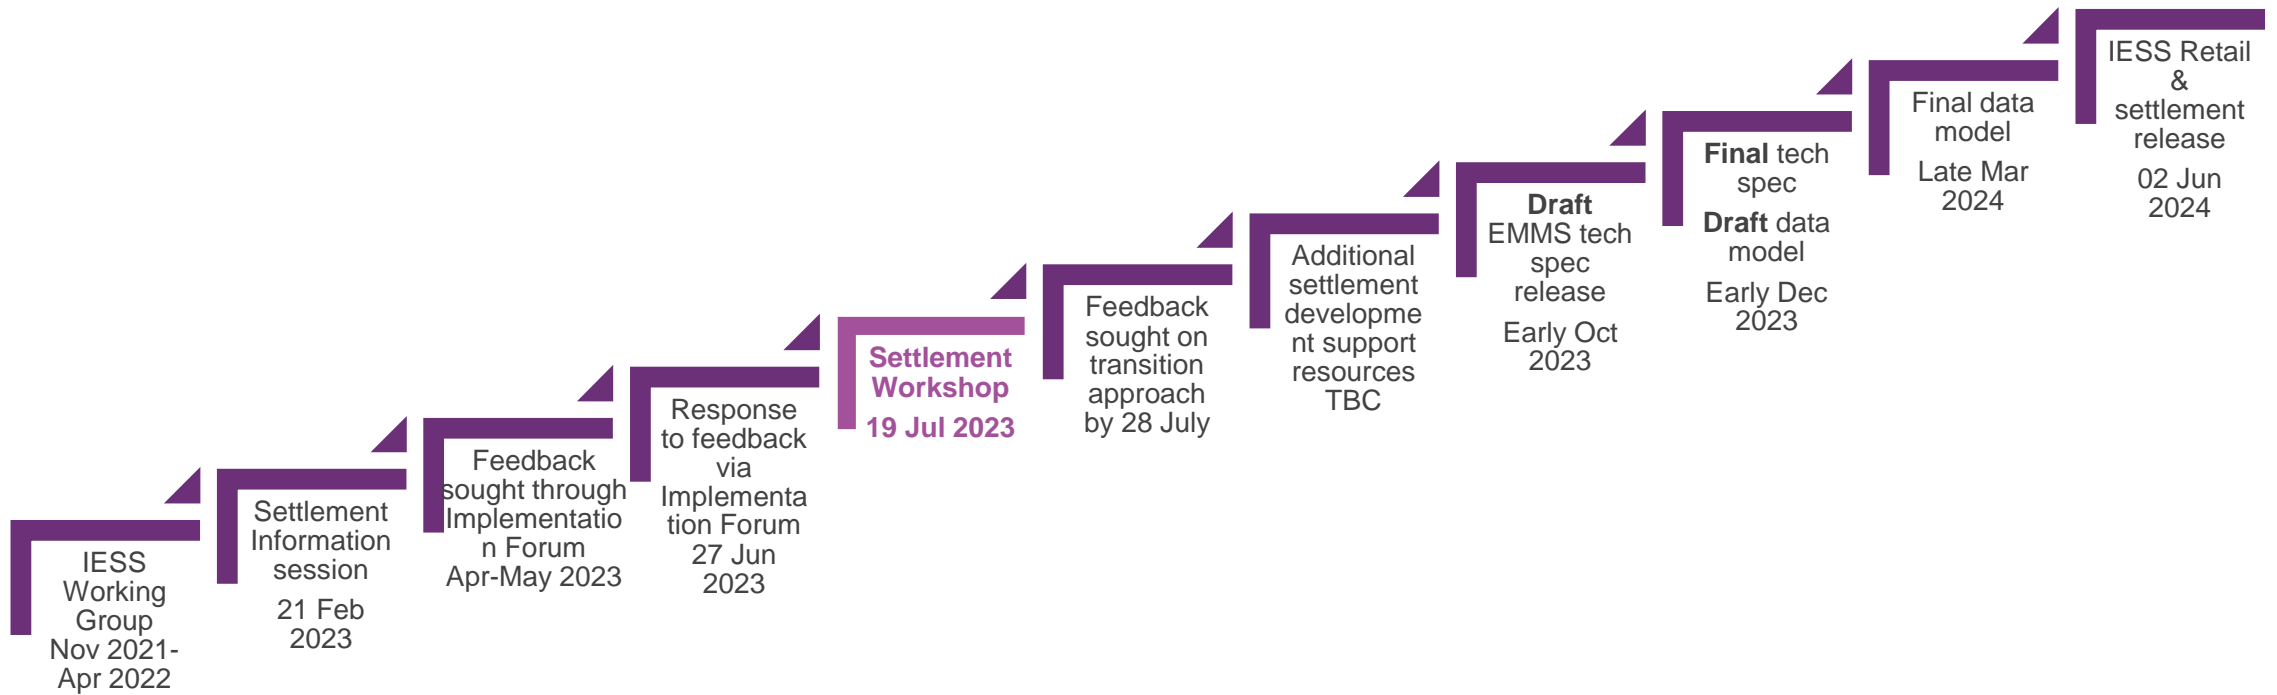 IESS
Working
Group
Nov 2021-
Apr 2022
Settlement
Information
session
21 Feb
2023
Feedback
sought through
Implementatio
n Forum
Apr-May 2023
Response
to feedback
via
Implementa
tion Forum
27 Jun
2023
Settlement
Workshop
19 Jul 2023
Feedback
sought on
transition
approach
by 28 July
Additional
settlement
developme
nt support
resources
TBC
Draft
EMMS tech
spec
release
Early Oct
2023
Final tech
spec
Draft data
model
Early Dec
2023
Final data
model
Late Mar
2024
IESS Retail
&
settlement
release
02 Jun
2024